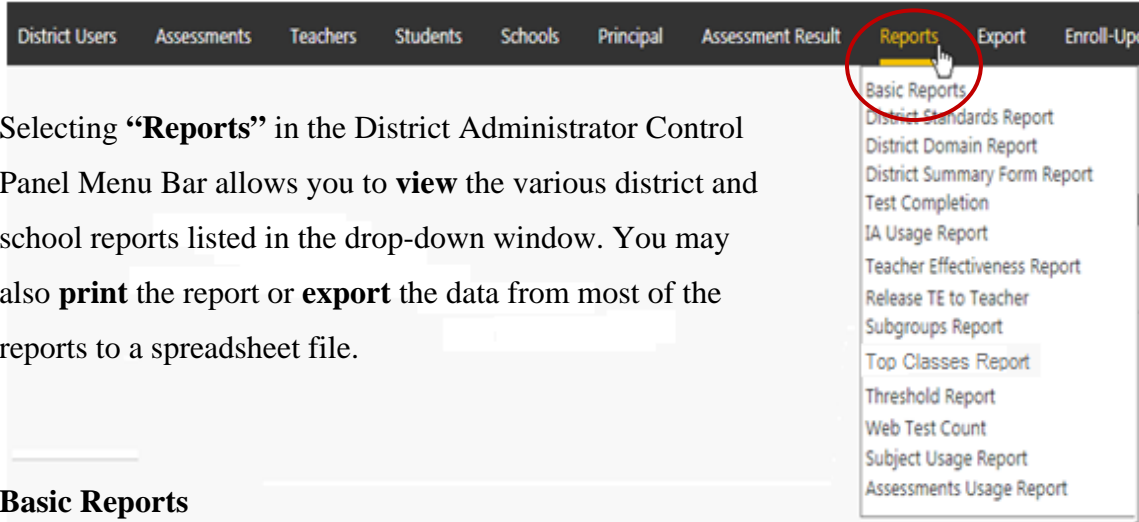 District Users Assessments Teachers Students Schools Principal Assessment Result Reports Export Enroll-Upd
Selecting “Reports” in the District Administrator Control
Panel Menu Bar allows you to view the various district and
school reports listed in the drop-down window. You may
also print the report or export the data from most of the
reports to a spreadsheet file.
Basic Reports
Basic Reports
District Standards Report
District Domain Report
District Summary Form Report
Test Completion
IA Usage Report
Teacher Effectiveness Report
Release TE to Teacher
Subgroups Report
Top Classes Report
Threshold Report
Web Test Count
Subject Usage Report
Assessments Usage Report